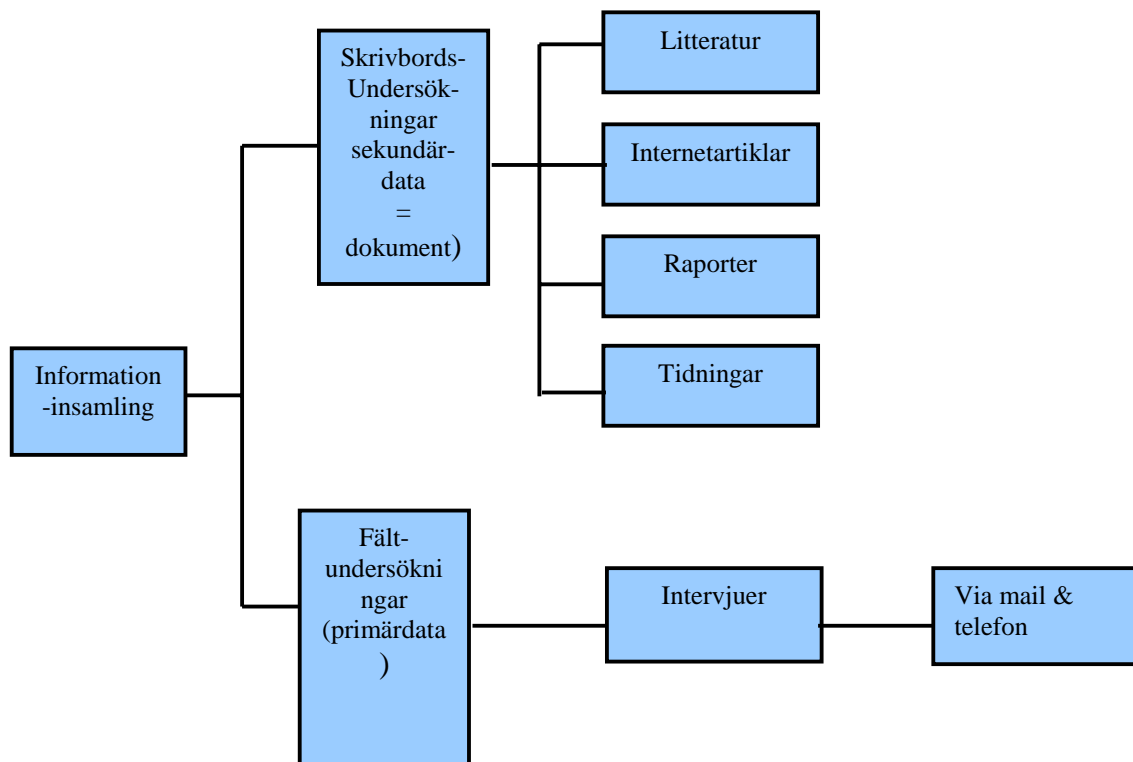 Skrivbords-
Undersök-
ningar
sekundär-
data
=
dokument)
Litteratur
Internetartiklar
Raporter
Tidningar
Information
-insamling
Fält-
undersökni
ngar
(primärdata
)
Intervjuer
Via mail &
telefon